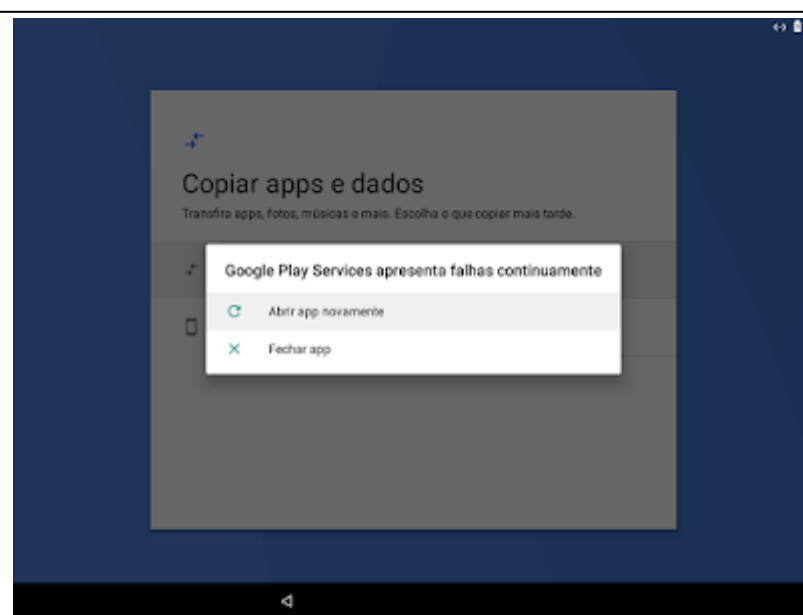 Copiar apps e dados
Transfira apps, fotos, músicas e mais. Escolha o que copiar mais tarde.
Google Play Services apresenta falhas continuamente
Abrir app novamente
Fechar app